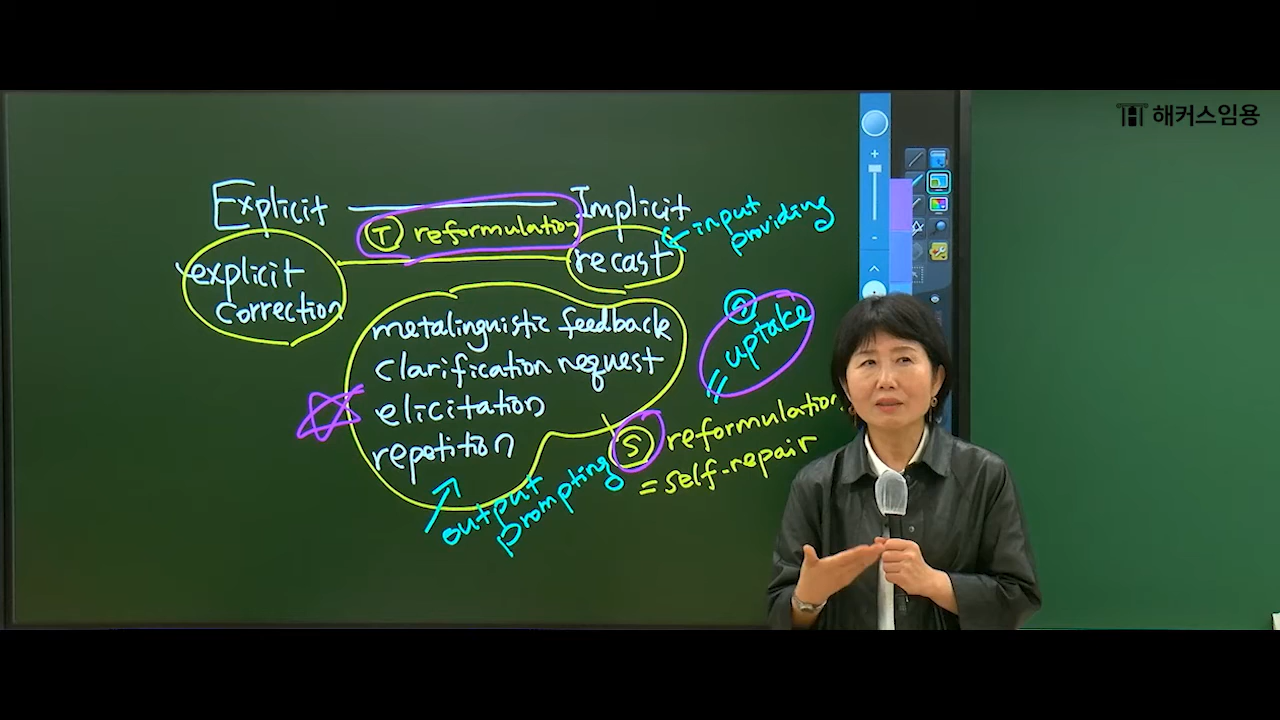 해커스임용
Explicit Implicit
T reformulation
input
providing
explicit
correction
recast
metalingnistic feedback
clarification request
elicitation
repetition
= uptake
S reformulation
= self-repair
output
prompting